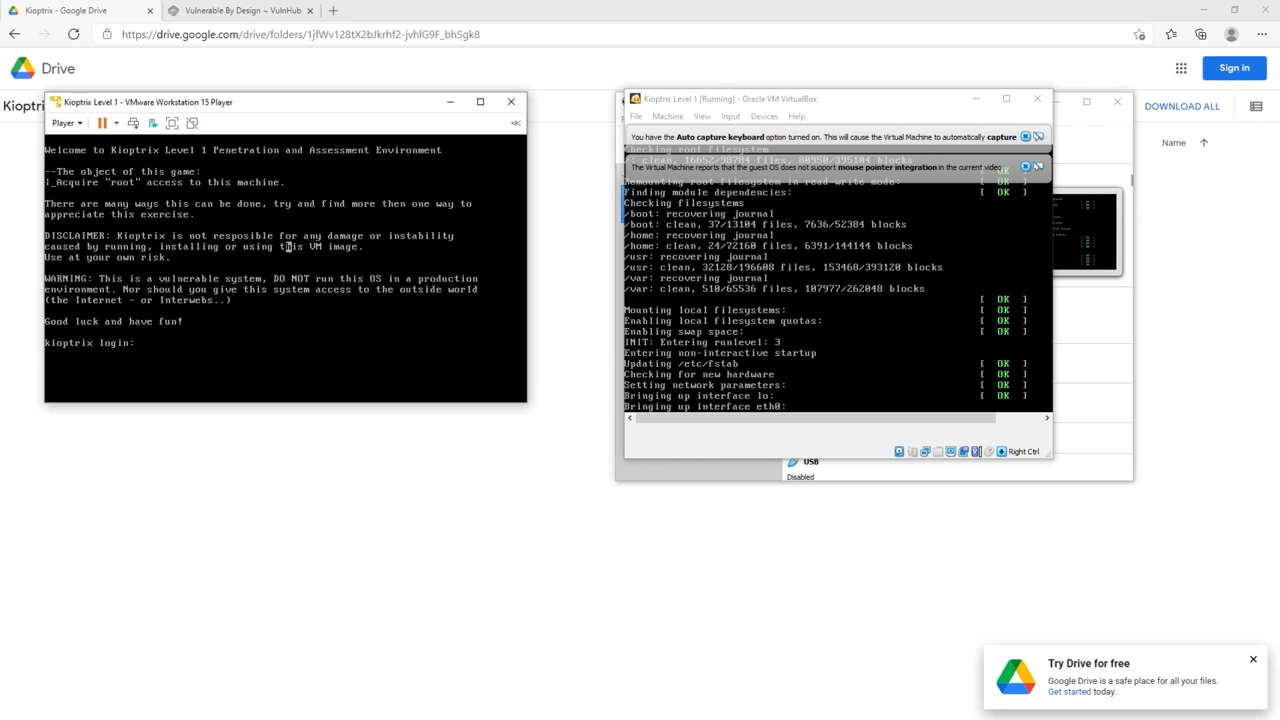 Kioptrix - Google Drive
Vulnerable By Design ~ VulnHub
https://drive.google.com/drive/folders/1jfWv128tX2bJkrhf2-jvhlG9F_bhSgk8
Drive
Sign in
Kioptri
DOWNLOAD ALL
Name
Kioptrix Level 1 - VMware Workstation 15 Player
Player
Welcome to Kioptrix Level 1 Penetration and Assessment Environment
--The object of this game:
|_Acquire "root" access to this machine.
There are many ways this can be done, try and find more then one way to
appreciate this exercise.
DISCLAIMER: Kioptrix is not resposible for any damage or instability
caused by running, installing or using this VM image.
Use at your own risk.
WARNING: This is a vulnerable system, DO NOT run this OS in a production
environment. Nor should you give this system access to the outside world
(the Internet - or Interwebs..)
Good luck and have fun!
kioptrix login:
Kioptrix Level 1 [Running] - Oracle VM VirtualBox
File Machine View Input Devices Help
You have the Auto capture keyboard option turned on. This will cause the Virtual Machine to automatically capture
Checking root filesystem
/: clean, 16652/98784 files, 80950/395104 blocks
[ OK ]
The Virtual Machine reports that the guest OS does not support mouse pointer integration in the current video
Remounting root filesystem in read-write mode: [ OK ]
Finding module dependencies: [ OK ]
Checking filesystems
/boot: recovering journal
/boot: clean, 37/13104 files, 7636/52384 blocks
/home: recovering journal
/home: clean, 24/72160 files, 6391/144144 blocks
/usr: recovering journal
/usr: clean, 32128/196608 files, 153468/393120 blocks
/var: recovering journal
/var: clean, 510/65536 files, 107977/262048 blocks
[ OK ]
Mounting local filesystems: [ OK ]
Enabling local filesystem quotas: [ OK ]
Enabling swap space: [ OK ]
INIT: Entering runlevel: 3
Entering non-interactive startup
Updating /etc/fstab [ OK ]
Checking for new hardware [ OK ]
Setting network parameters: [ OK ]
Bringing up interface lo: [ OK ]
Bringing up interface eth0:
Right Ctrl
USB
Disabled
Try Drive for free
Google Drive is a safe place for all your files.
Get started today.